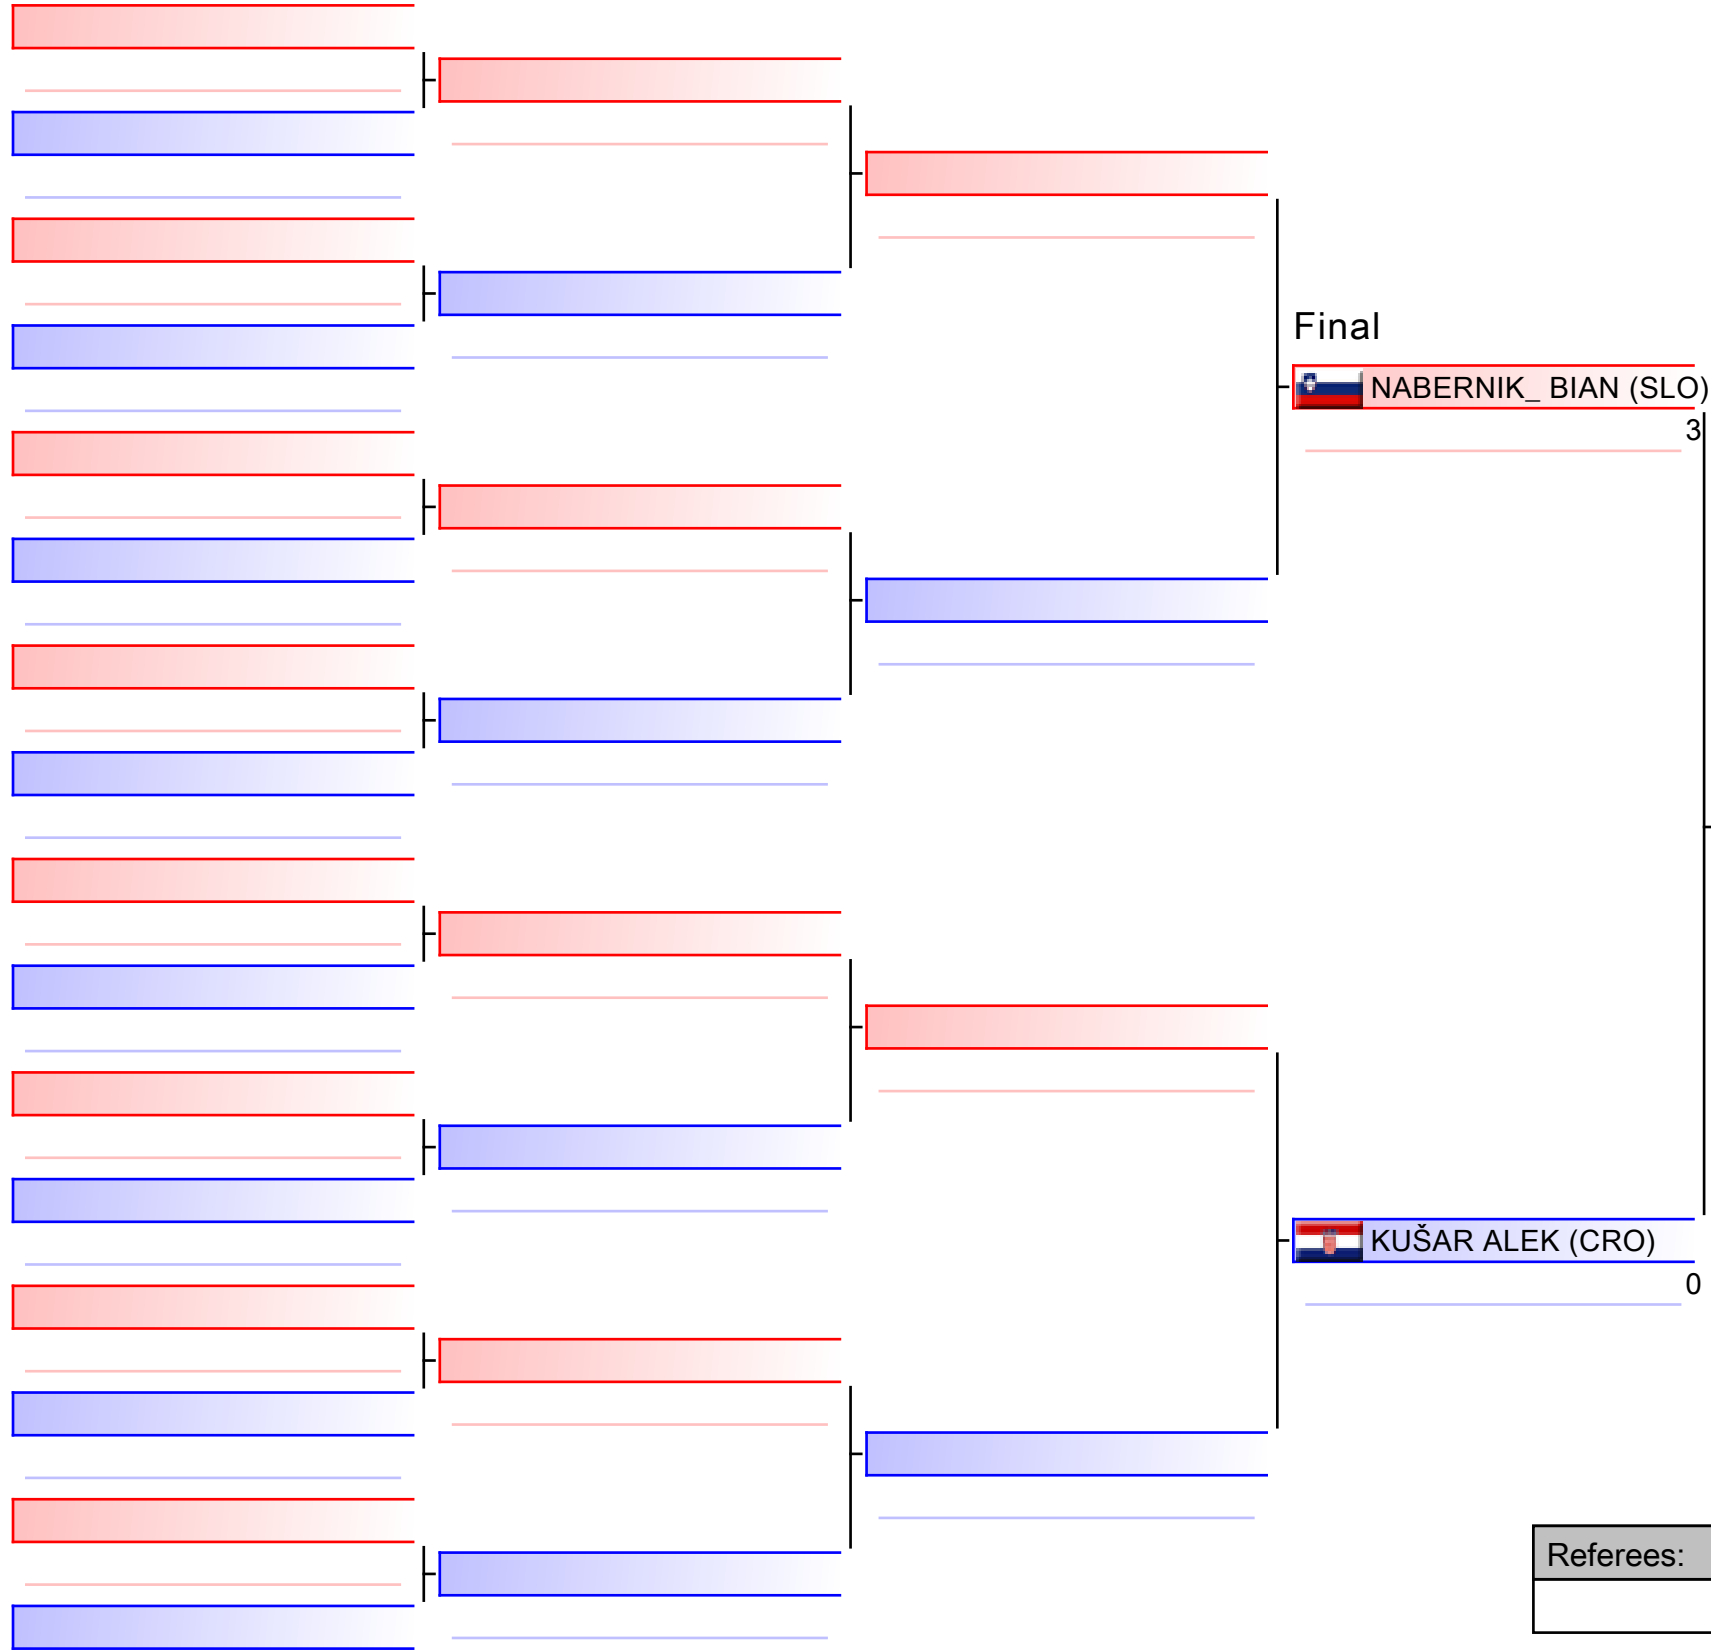 Final
NABERNIK_ BIAN (SLO)
3
KUŠAR ALEK (CRO)
0
Referees: